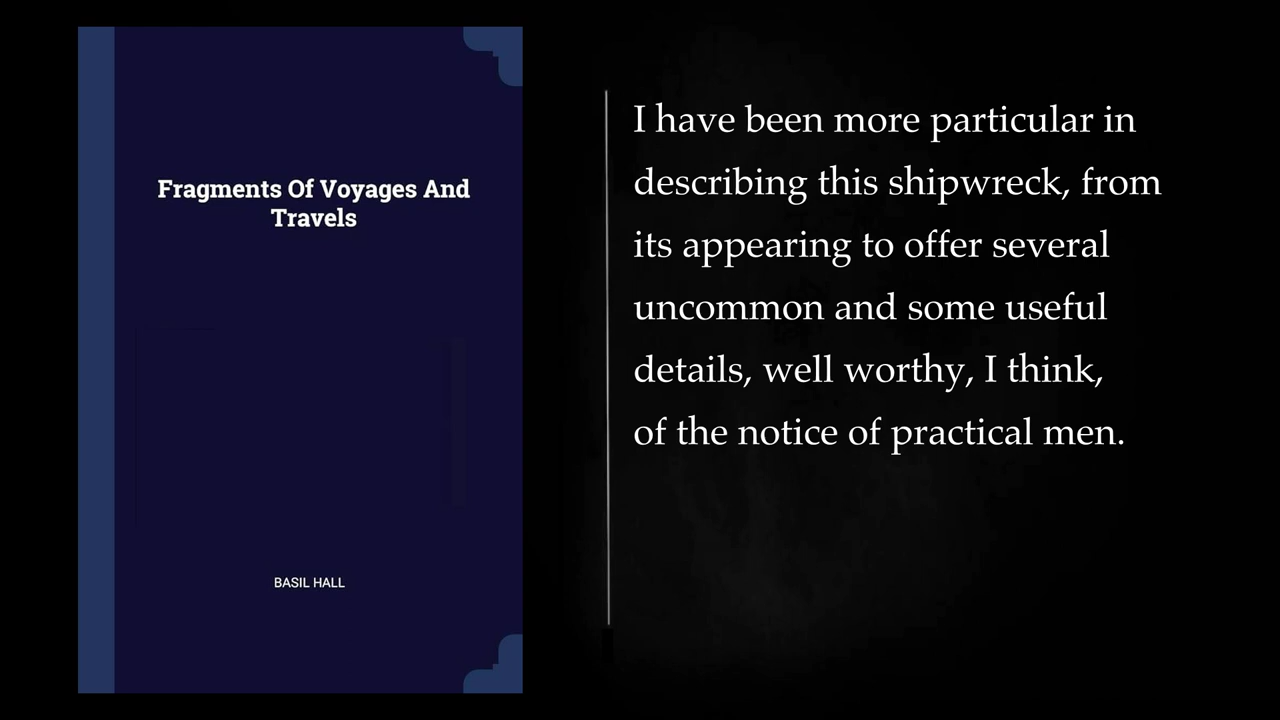 Fragments Of Voyages And
Travels
BASIL HALL
I have been more particular in
describing this shipwreck, from
its appearing to offer several
uncommon and some useful
details, well worthy, I think,
of the notice of practical men.